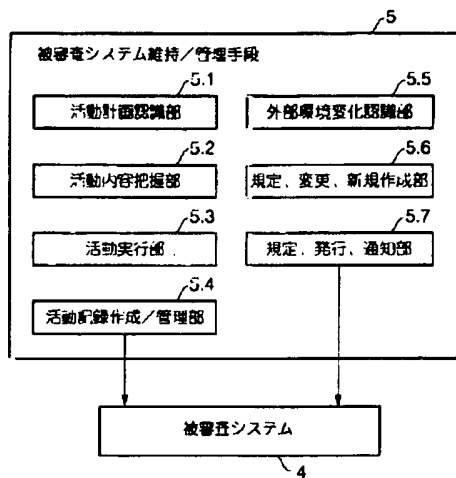 5
被審査システム維持／管理手段
5.1
活動計画認識部
5.2
活動内容把握部
5.3
活動実行部
5.4
活動記録作成／管理部
5.5
外部環境変化認識部
5.6
規定、変更、新規作成部
5.7
規定、発行、通知部
被審査システム
4